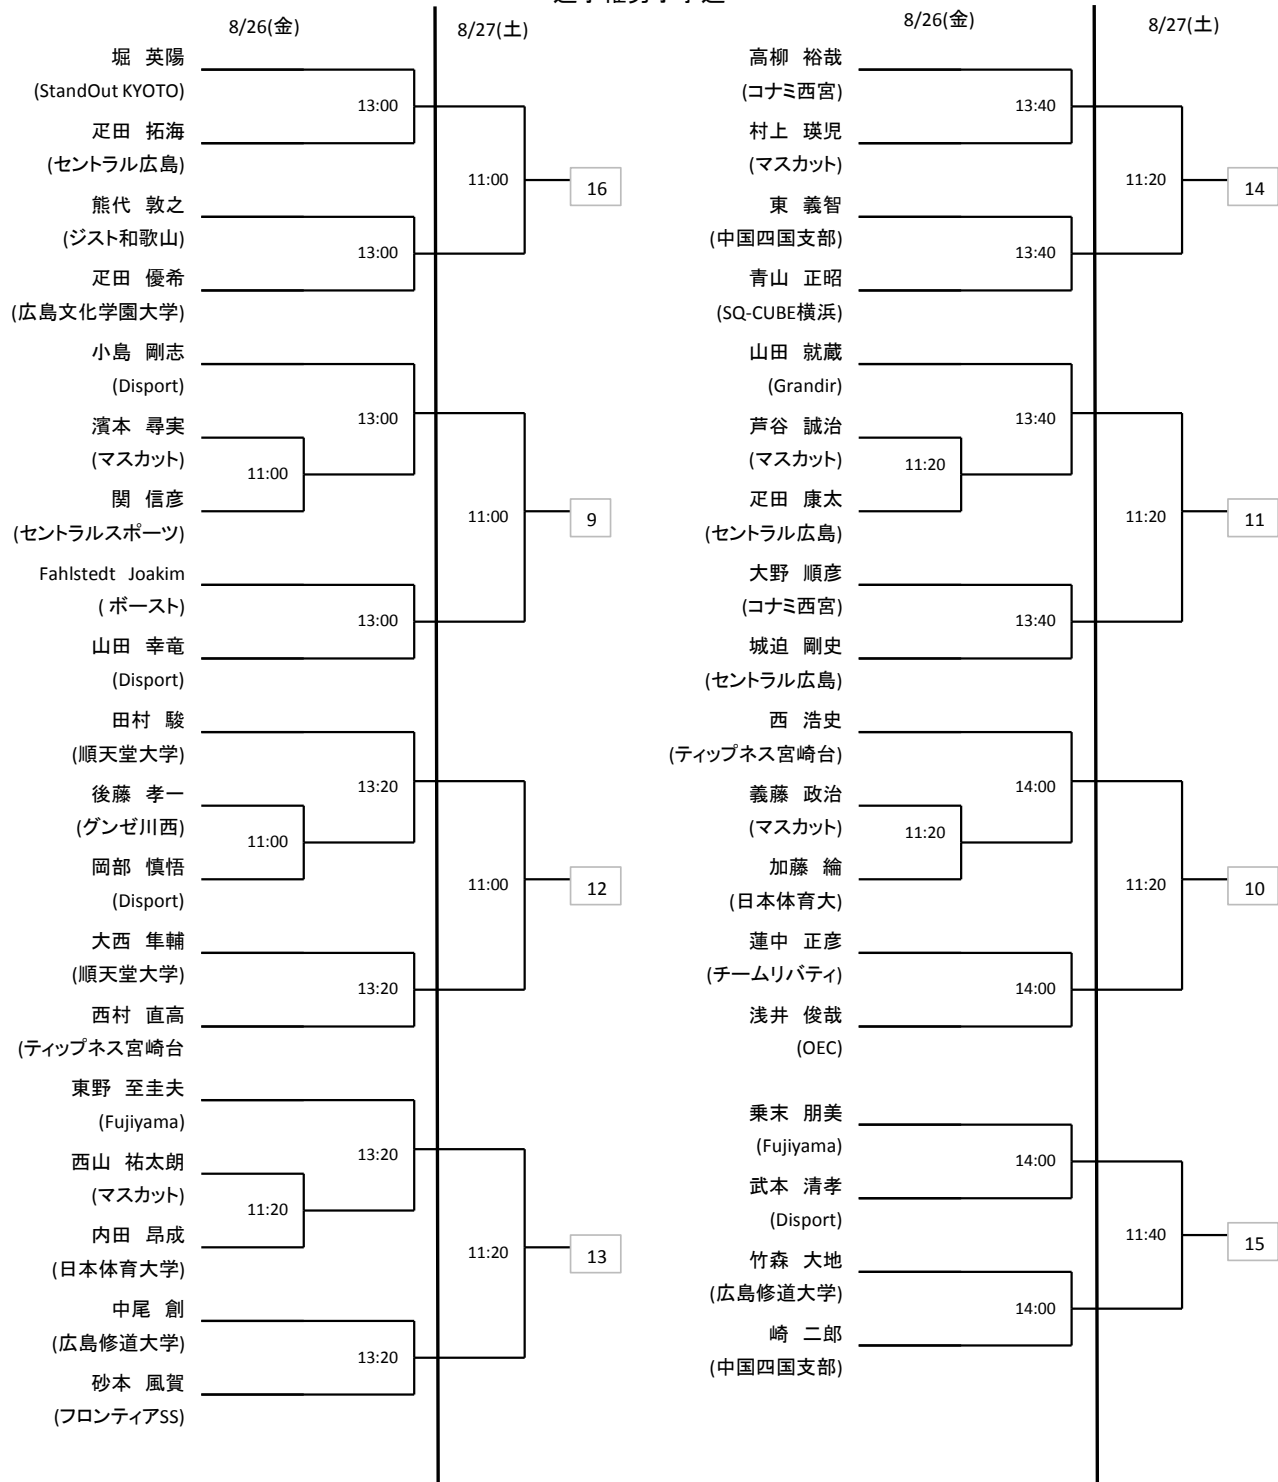 8/26(金)
8/27(土)
堀 英陽
(StandOut KYOTO)
13:00
疋田 拓海
(セントラル広島)
11:00
16
熊代 敦之
(ジスト和歌山)
13:00
疋田 優希
(広島文化学園大学)
小島 剛志
(Disport)
13:00
濱本 尋実
(マスカット)
11:00
関 信彦
(セントラルスポーツ)
11:00
9
Fahlstedt Joakim
( ボースト)
13:00
山田 幸竜
(Disport)
田村 駿
(順天堂大学)
13:20
後藤 孝一
(グンゼ川西)
11:00
岡部 慎悟
(Disport)
11:00
12
大西 隼輔
(順天堂大学)
13:20
西村 直高
(ティップネス宮崎台
東野 至圭夫
(Fujiyama)
13:20
西山 祐太朗
(マスカット)
11:20
内田 昂成
(日本体育大学)
11:20
13
中尾 創
(広島修道大学)
13:20
砂本 風賀
(フロンティアSS)
8/26(金)
8/27(土)
高柳 裕哉
(コナミ西宮)
13:40
村上 瑛児
(マスカット)
11:20
14
東 義智
(中国四国支部)
13:40
青山 正昭
(SQ-CUBE横浜)
山田 就蔵
(Grandir)
13:40
芦谷 誠治
(マスカット)
11:20
疋田 康太
(セントラル広島)
11:20
11
大野 順彦
(コナミ西宮)
13:40
城迫 剛史
(セントラル広島)
西 浩史
(ティップネス宮崎台)
14:00
義藤 政治
(マスカット)
11:20
加藤 綸
(日本体育大)
11:20
10
蓮中 正彦
(チームリバティ)
14:00
浅井 俊哉
(OEC)
乗末 朋美
(Fujiyama)
14:00
武本 清孝
(Disport)
11:40
15
竹森 大地
(広島修道大学)
14:00
崎 二郎
(中国四国支部)